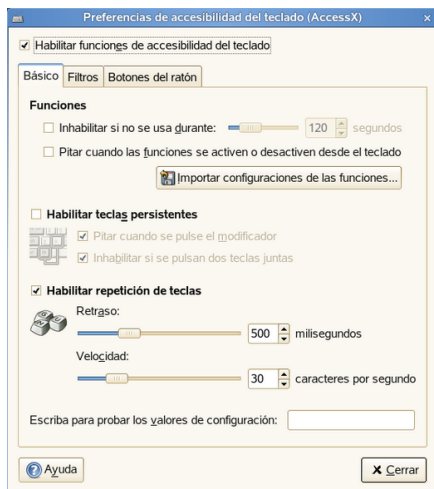 Preferencias de accesibilidad del teclado (AccessX)
Habilitar funciones de accesibilidad del teclado
Básico Filtros Botones del ratón
Funciones
Inhabilitar si no se usa durante: 120 segundos
Pitar cuando las funciones se activen o desactiven desde el teclado
Importar configuraciones de las funciones...
Habilitar teclas persistentes
Pitar cuando se pulse el modificador
Inhabilitar si se pulsan dos teclas juntas
Habilitar repetición de teclas
Retraso:
500 milisegundos
Velocidad:
30 caracteres por segundo
Escriba para probar los valores de configuración:
Ayuda Cerrar